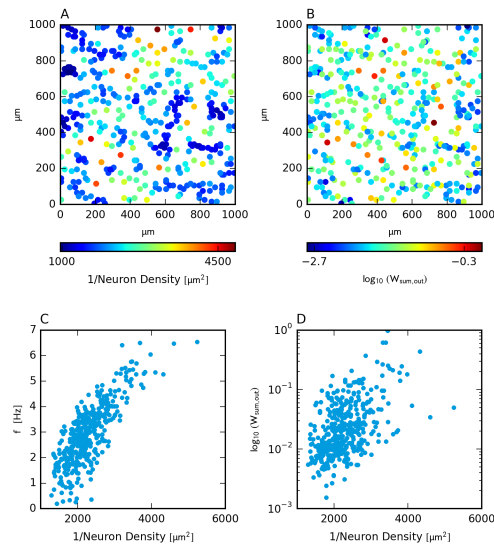 A
B
1000
800
600
400
200
0
μm
0 200 400 600 800 1000
μm
1000
800
600
400
200
0
μm
0 200 400 600 800 1000
μm
1000 4500
1/Neuron Density [μm²]
−2.7 −0.3
log₁₀ (W_sum,out)
C
D
7
6
5
4
3
2
1
0
f [Hz]
2000 4000 6000
1/Neuron Density [μm²]
10⁰
10⁻¹
10⁻²
10⁻³
log₁₀ (W_sum,out)
2000 4000 6000
1/Neuron Density [μm²]